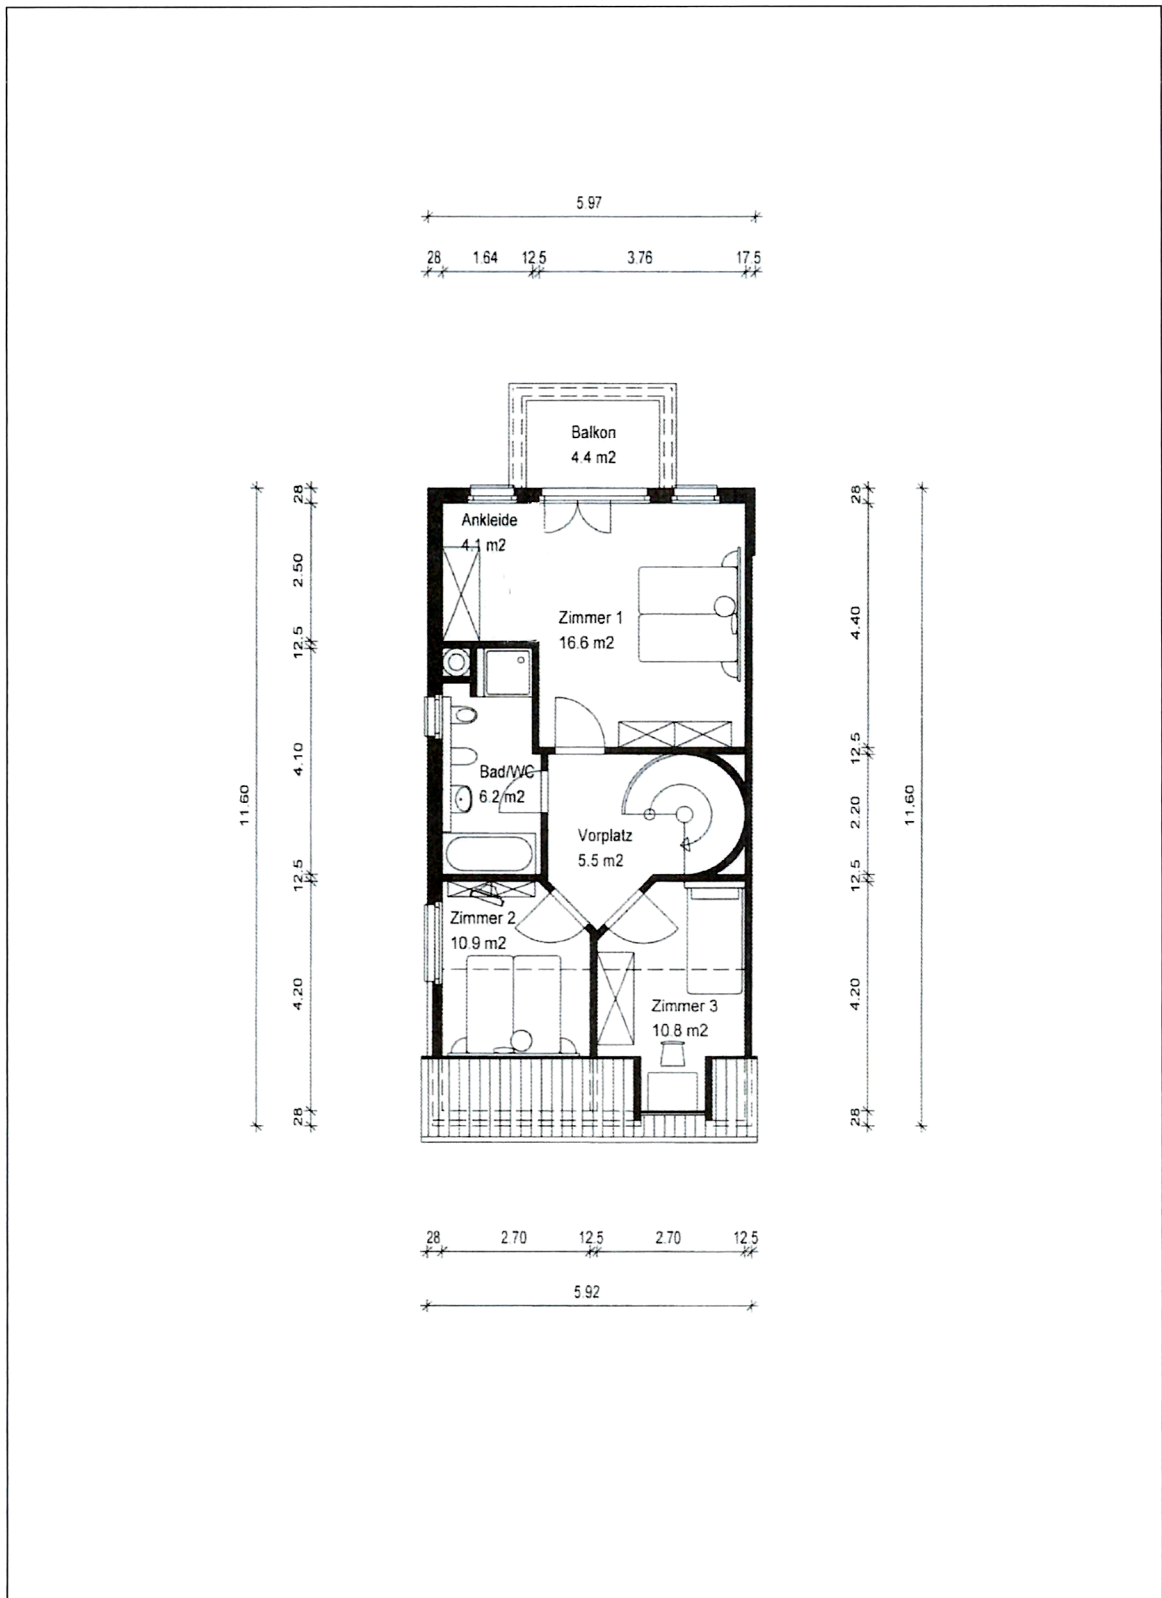 5.97
28 1.64 12.5 3.76 17.5
Balkon
4.4 m2
Ankleide
4.1 m2
Zimmer 1
16.6 m2
Bad/WC
6.2 m2
Vorplatz
5.5 m2
Zimmer 2
10.9 m2
Zimmer 3
10.8 m2
11.60
28
2.50
12.5
4.10
12.5
4.20
28
28
4.40
12.5
2.20
12.5
4.20
28
11.60
28 2.70 12.5 2.70 12.5
5.92